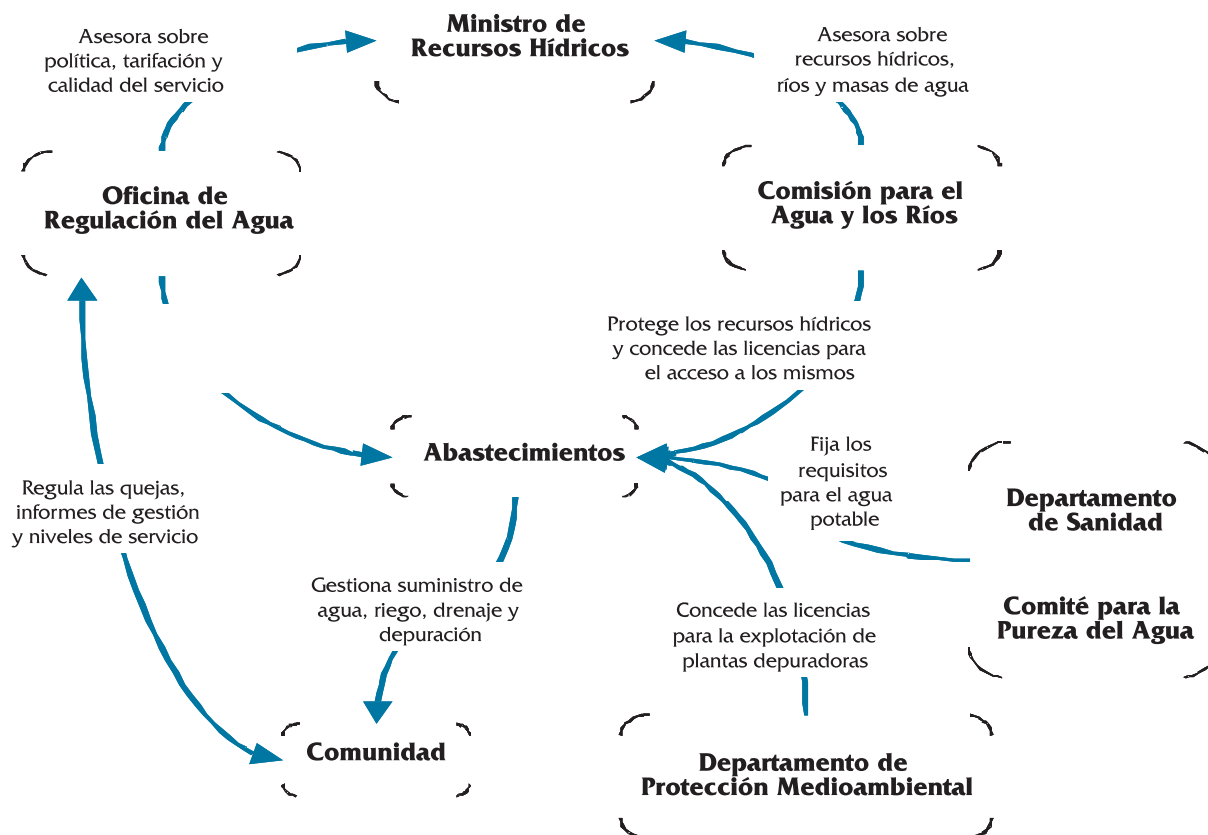 Ministro de
Recursos Hídricos
Asesora sobre
política, tarifación y
calidad del servicio
Asesora sobre
recursos hídricos,
ríos y masas de agua
Oficina de
Regulación del Agua
Comisión para el
Agua y los Ríos
Protege los recursos hídricos
y concede las licencias para
el acceso a los mismos
Abastecimientos
Fija los
requisitos
para el agua
potable
Departamento
de Sanidad
Comité para la
Pureza del Agua
Regula las quejas,
informes de gestión
y niveles de servicio
Gestiona suministro de
agua, riego, drenaje y
depuración
Concede las licencias
para la explotación de
plantas depuradoras
Comunidad
Departamento de
Protección Medioambiental